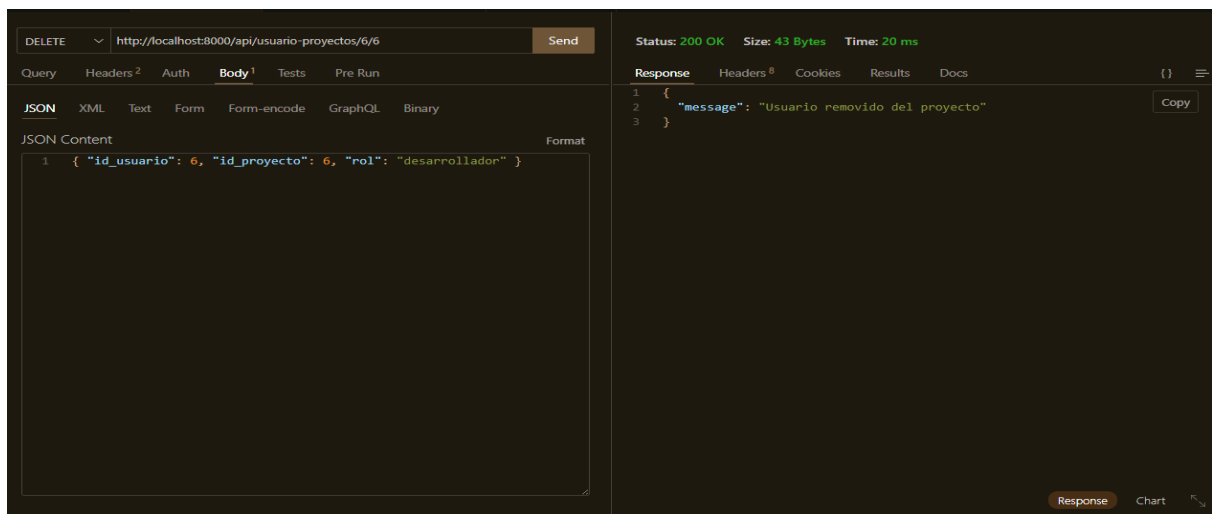 DELETE http://localhost:8000/api/usuario-proyectos/6/6 Send
Query Headers 2 Auth Body 1 Tests Pre Run
JSON XML Text Form Form-encode GraphQL Binary
JSON Content Format
1 { "id_usuario": 6, "id_proyecto": 6, "rol": "desarrollador" }
Status: 200 OK Size: 43 Bytes Time: 20 ms
Response Headers 8 Cookies Results Docs {}
1 {
2 "message": "Usuario removido del proyecto"
3 }
Copy
Response Chart